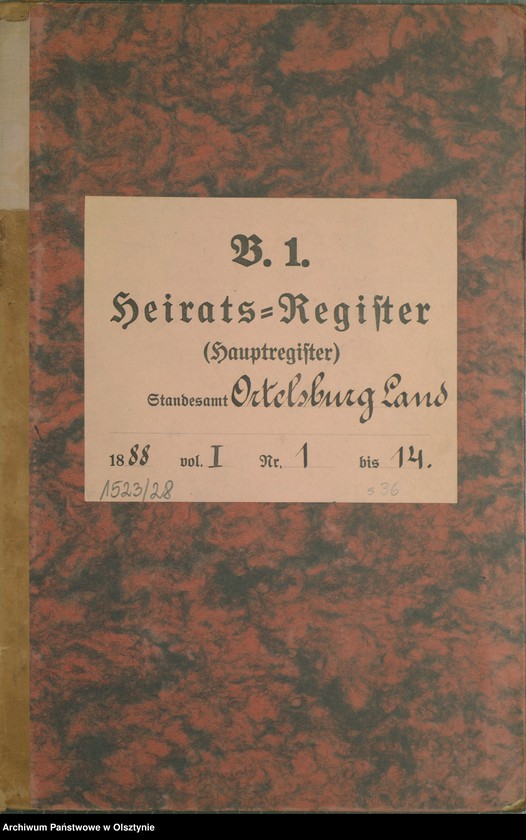 B. 1.
Heirats=Register
(Hauptregister)
Standesamt Ortelsburg Land
1888 vol. I Nr. 1 bis 14.
1523/28 s 36
Archiwum Państwowe w Olsztynie